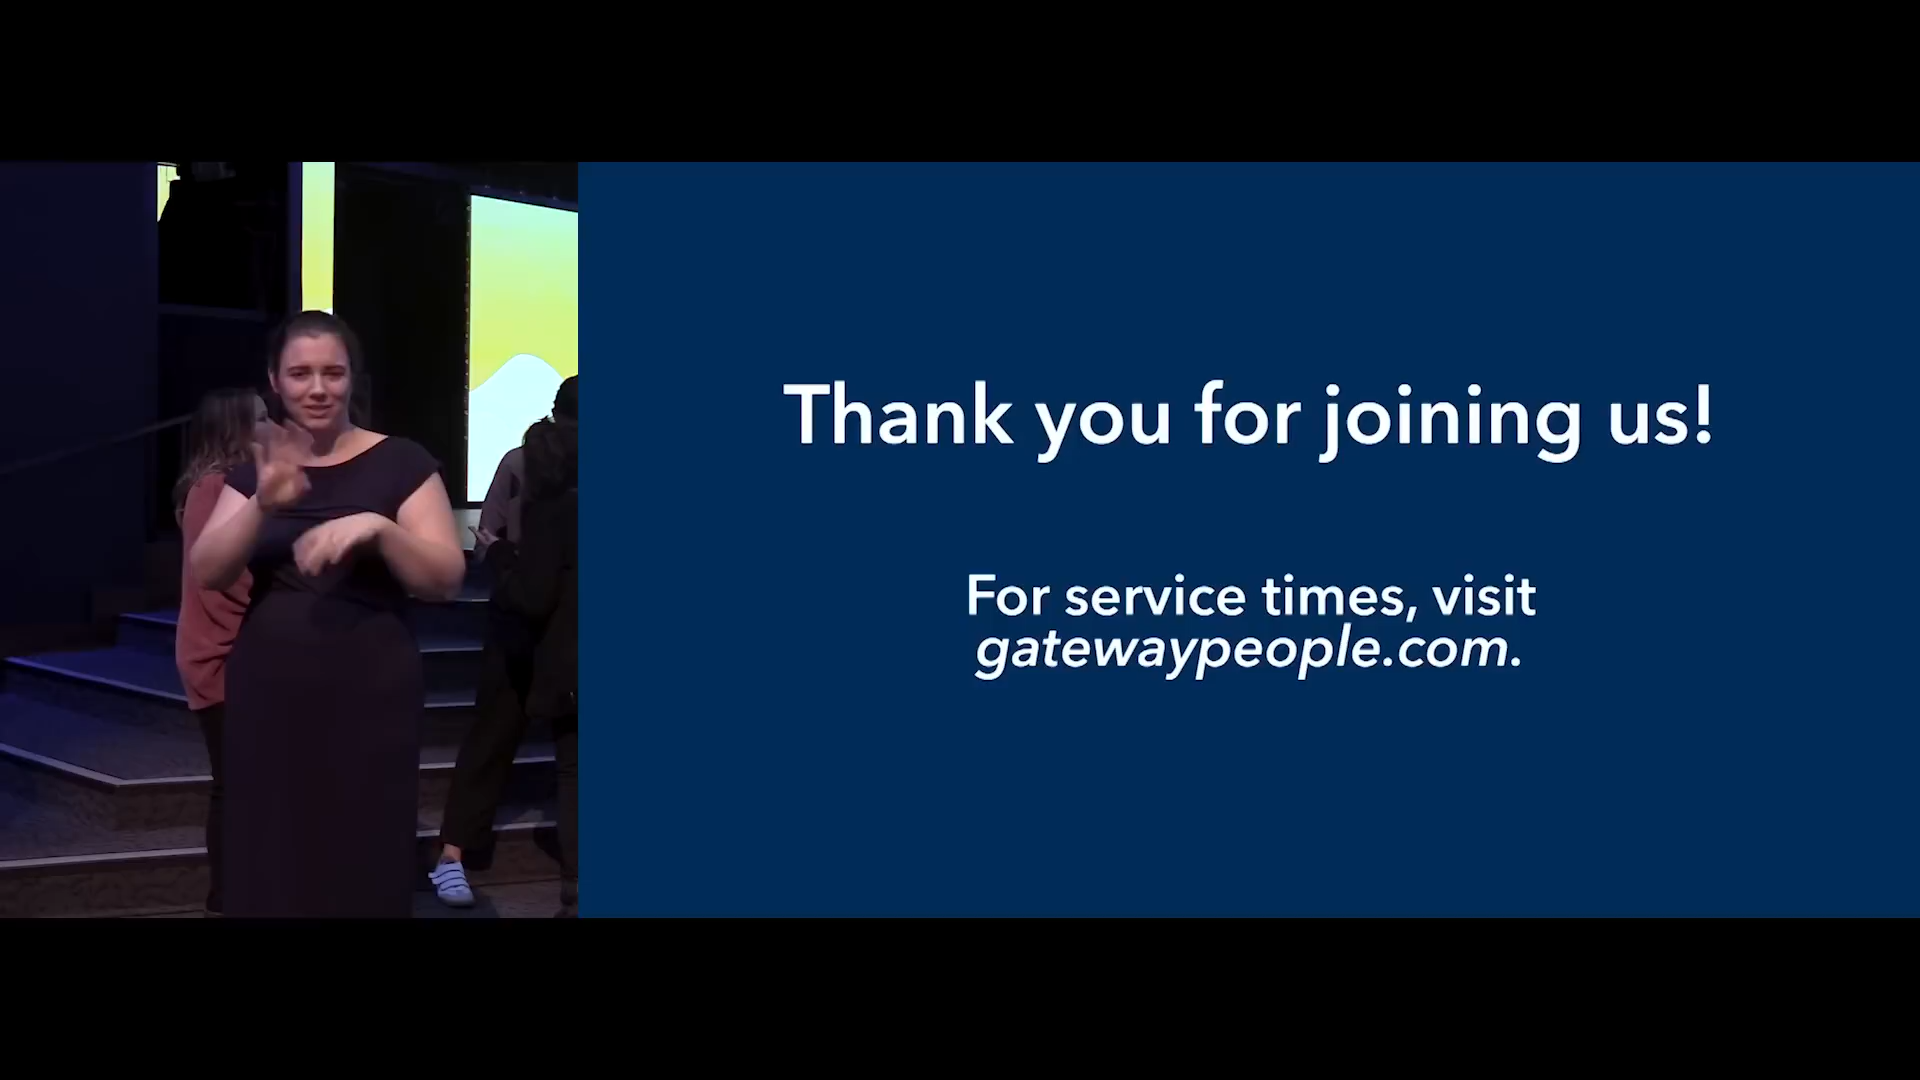 Thank you for joining us!
For service times, visit
gatewaypeople.com.